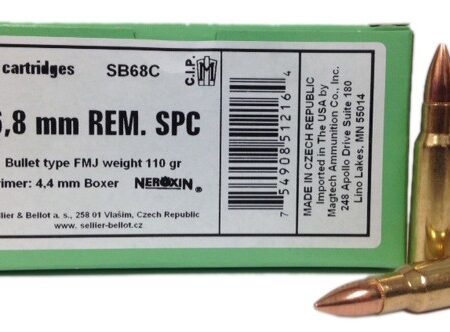 cartridges SB68C
C.I.P.
6,8 mm REM. SPC
Bullet type FMJ weight 110 gr
rimer: 4,4 mm Boxer NEROXIN®
llier & Bellot a. s., 258 01 Vlašim, Czech Republic
www.sellier-bellot.cz
7 54908 51216 4
MADE IN CZECH REPUBLIC
Imported in The USA by
Magtech Ammunition Co., Inc.
248 Apollo Drive Suite 180
Lino Lakes, MN 55014